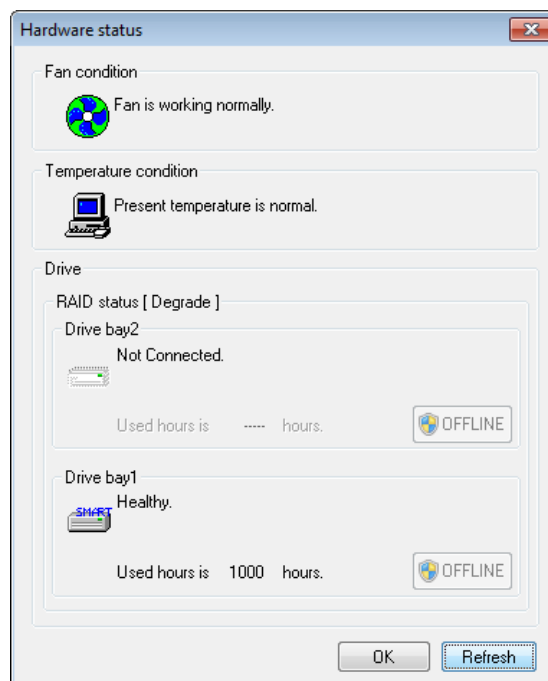 Hardware status
Fan condition
Fan is working normally.
Temperature condition
Present temperature is normal.
Drive
RAID status [ Degrade ]
Drive bay2
Not Connected.
Used hours is ----- hours.
OFFLINE
Drive bay1
SMART
Healthy.
Used hours is 1000 hours.
OFFLINE
OK
Refresh